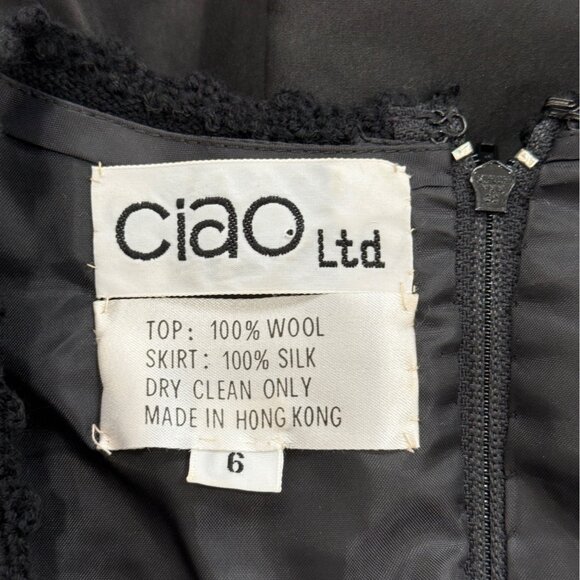 ciao Ltd
TOP: 100% WOOL
SKIRT: 100% SILK
DRY CLEAN ONLY
MADE IN HONG KONG
6